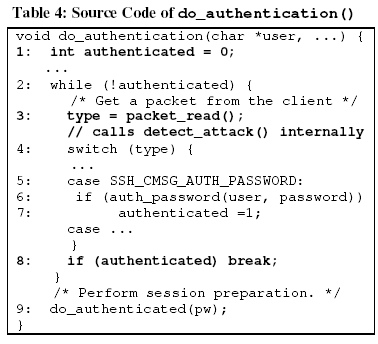 Table 4: Source Code of do_authentication()
void do_authentication(char *user, ...) {
1: int authenticated = 0;
...
2: while (!authenticated) {
/* Get a packet from the client */
3: type = packet_read();
// calls detect_attack() internally
4: switch (type) {
...
5: case SSH_CMSG_AUTH_PASSWORD:
6: if (auth_password(user, password))
7: authenticated =1;
case ...
}
8: if (authenticated) break;
}
/* Perform session preparation. */
9: do_authenticated(pw);
}